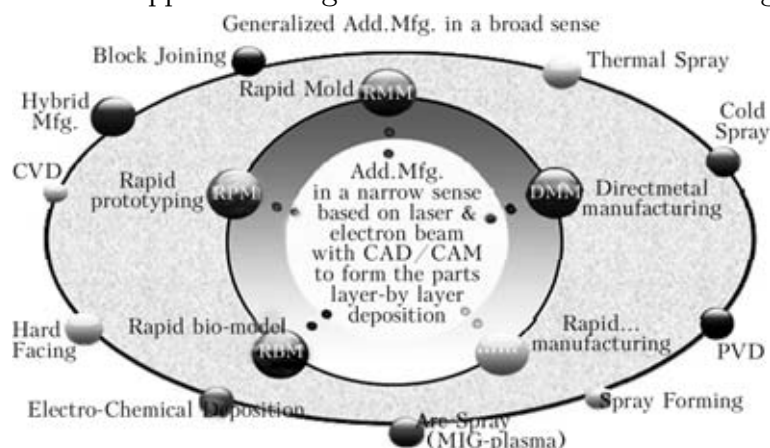 Generalized Add.Mfg. in a broad sense
Block Joining
Thermal Spray
Rapid Mold
RMM
Hybrid
Mfg.
Cold
Spray
CVD
Rapid
prototyping
RPM
Add.Mfg.
in a narrow sense
based on laser &
electron beam
with CAD/CAM
to form the parts
layer-by layer
deposition
DMM
Directmetal
manufacturing
Hard
Facing
Rapid bio-model
RBM
Rapid...
manufacturing
PVD
Electro-Chemical Deposition
Spray Forming
Arc Spray
(MIG-plasma)